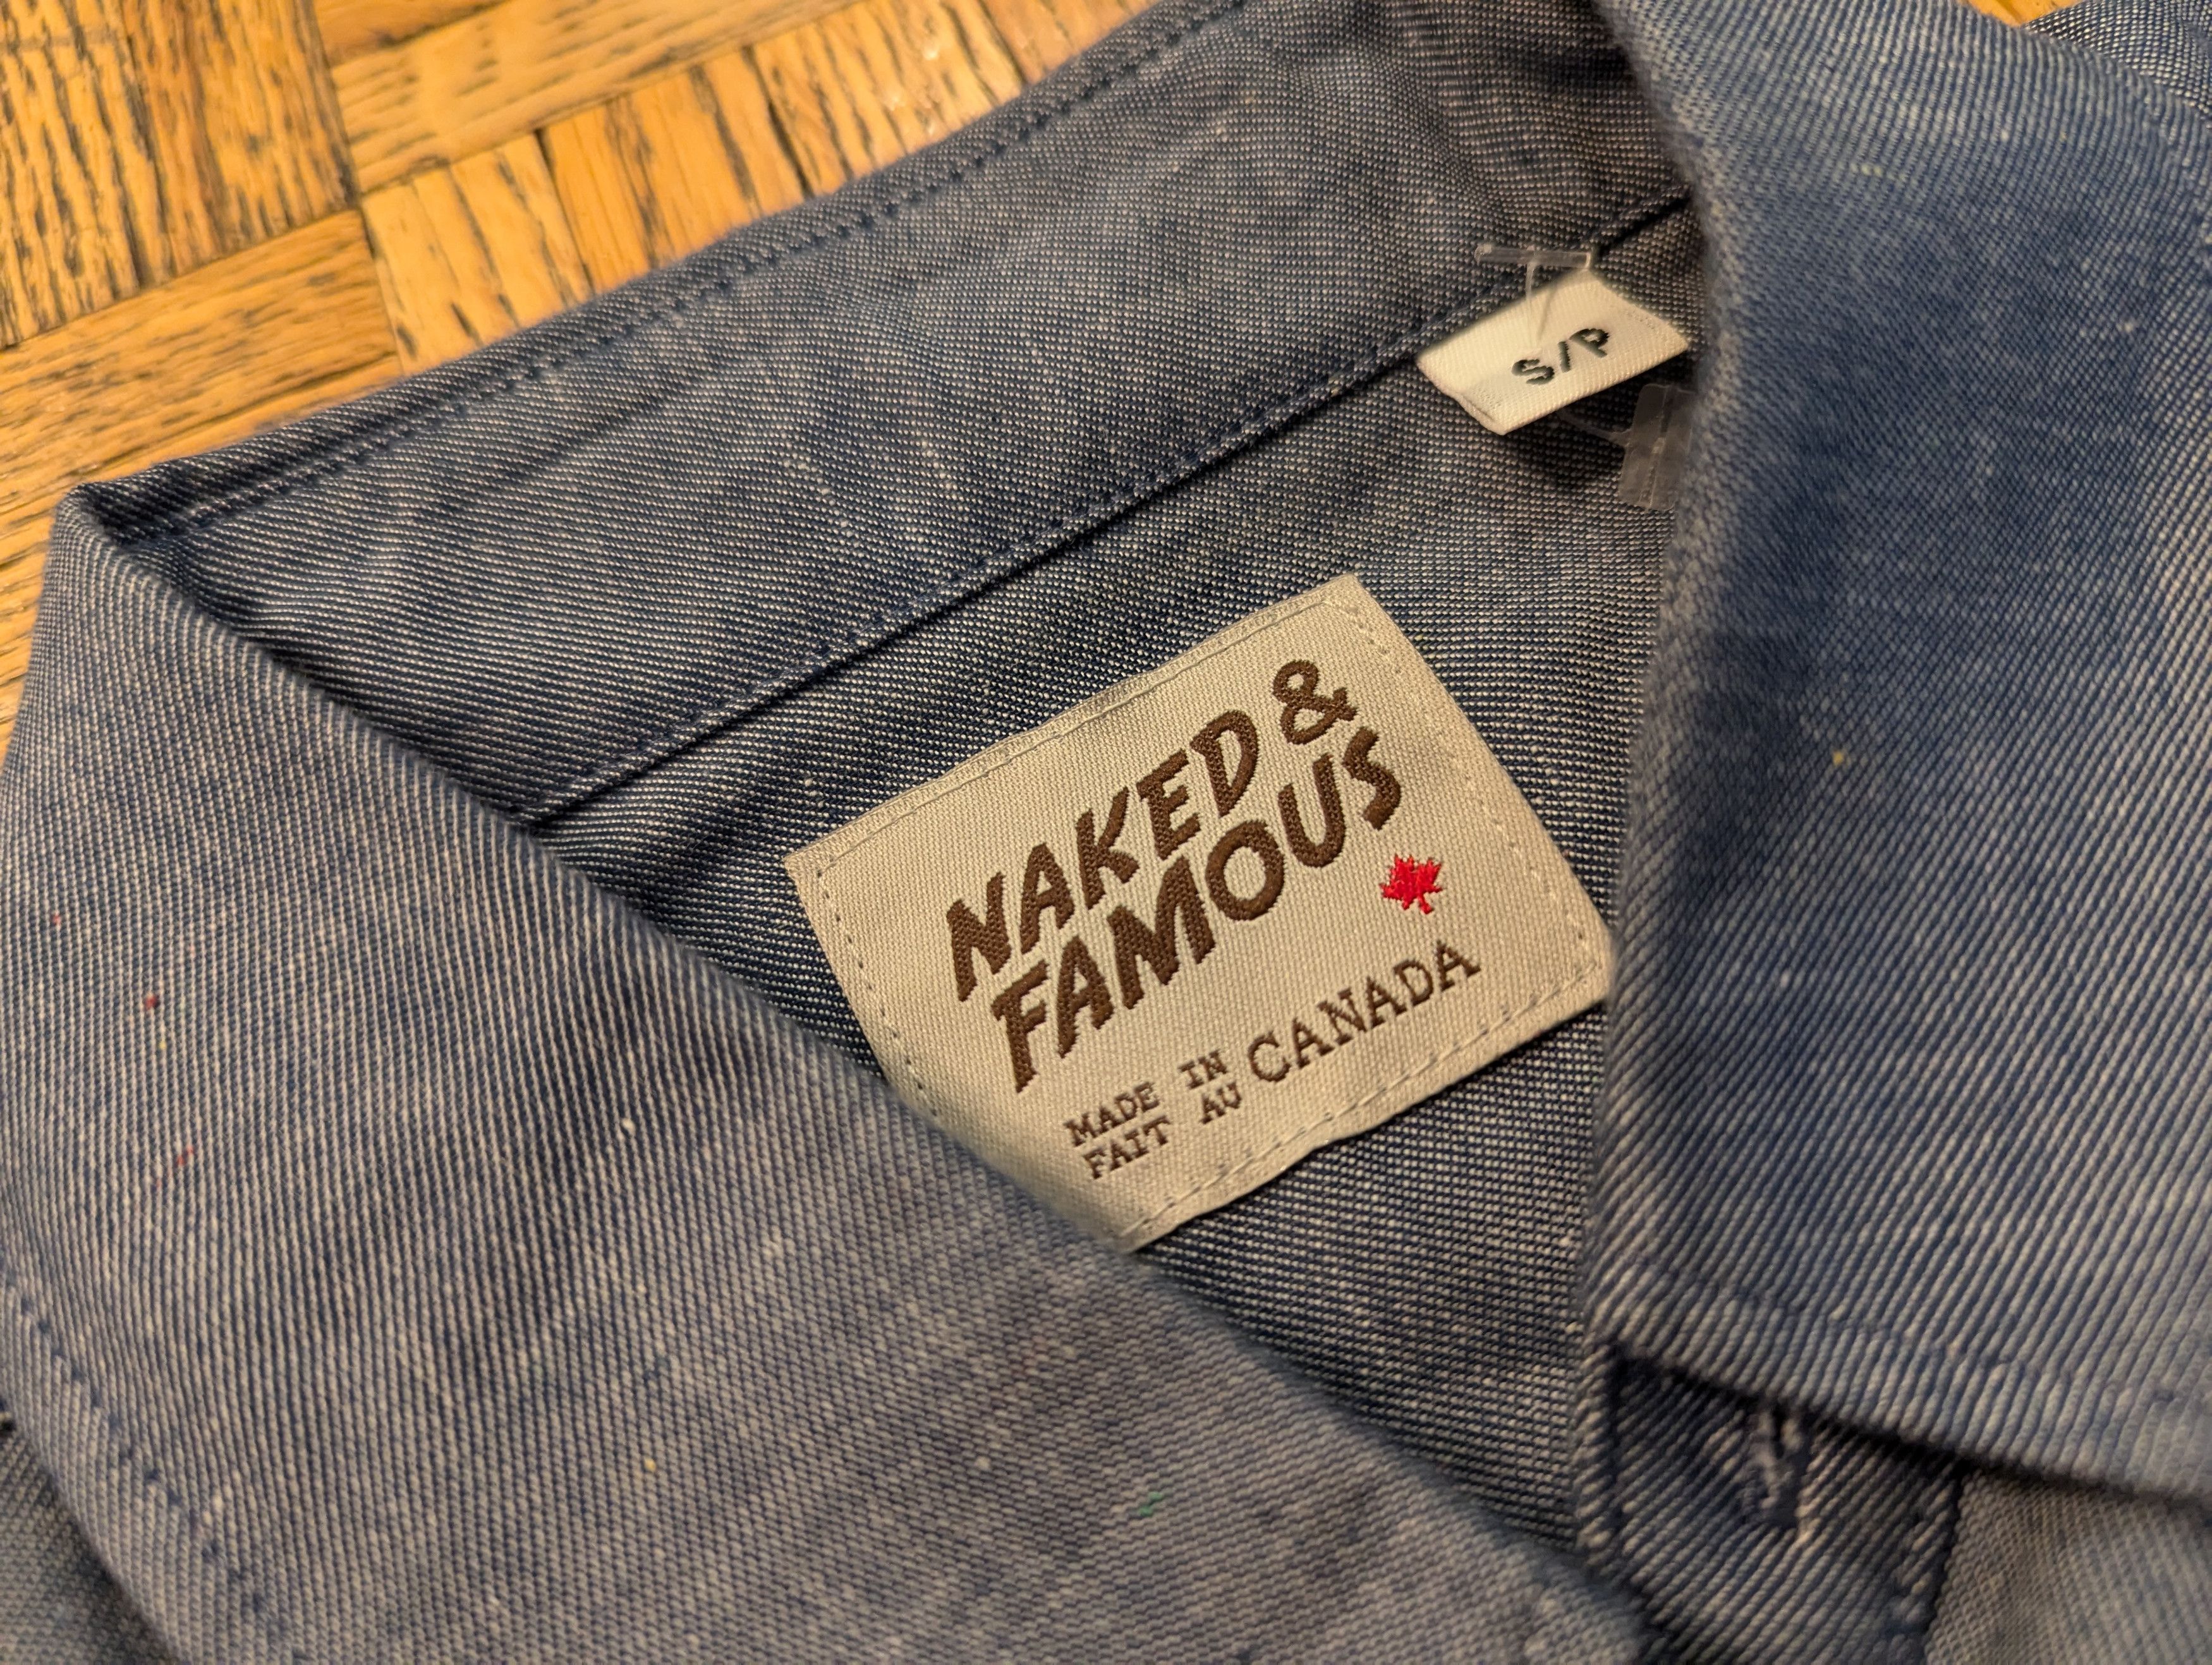 S/P
NAKED &
FAMOUS
MADE IN
FAIT AU
CANADA